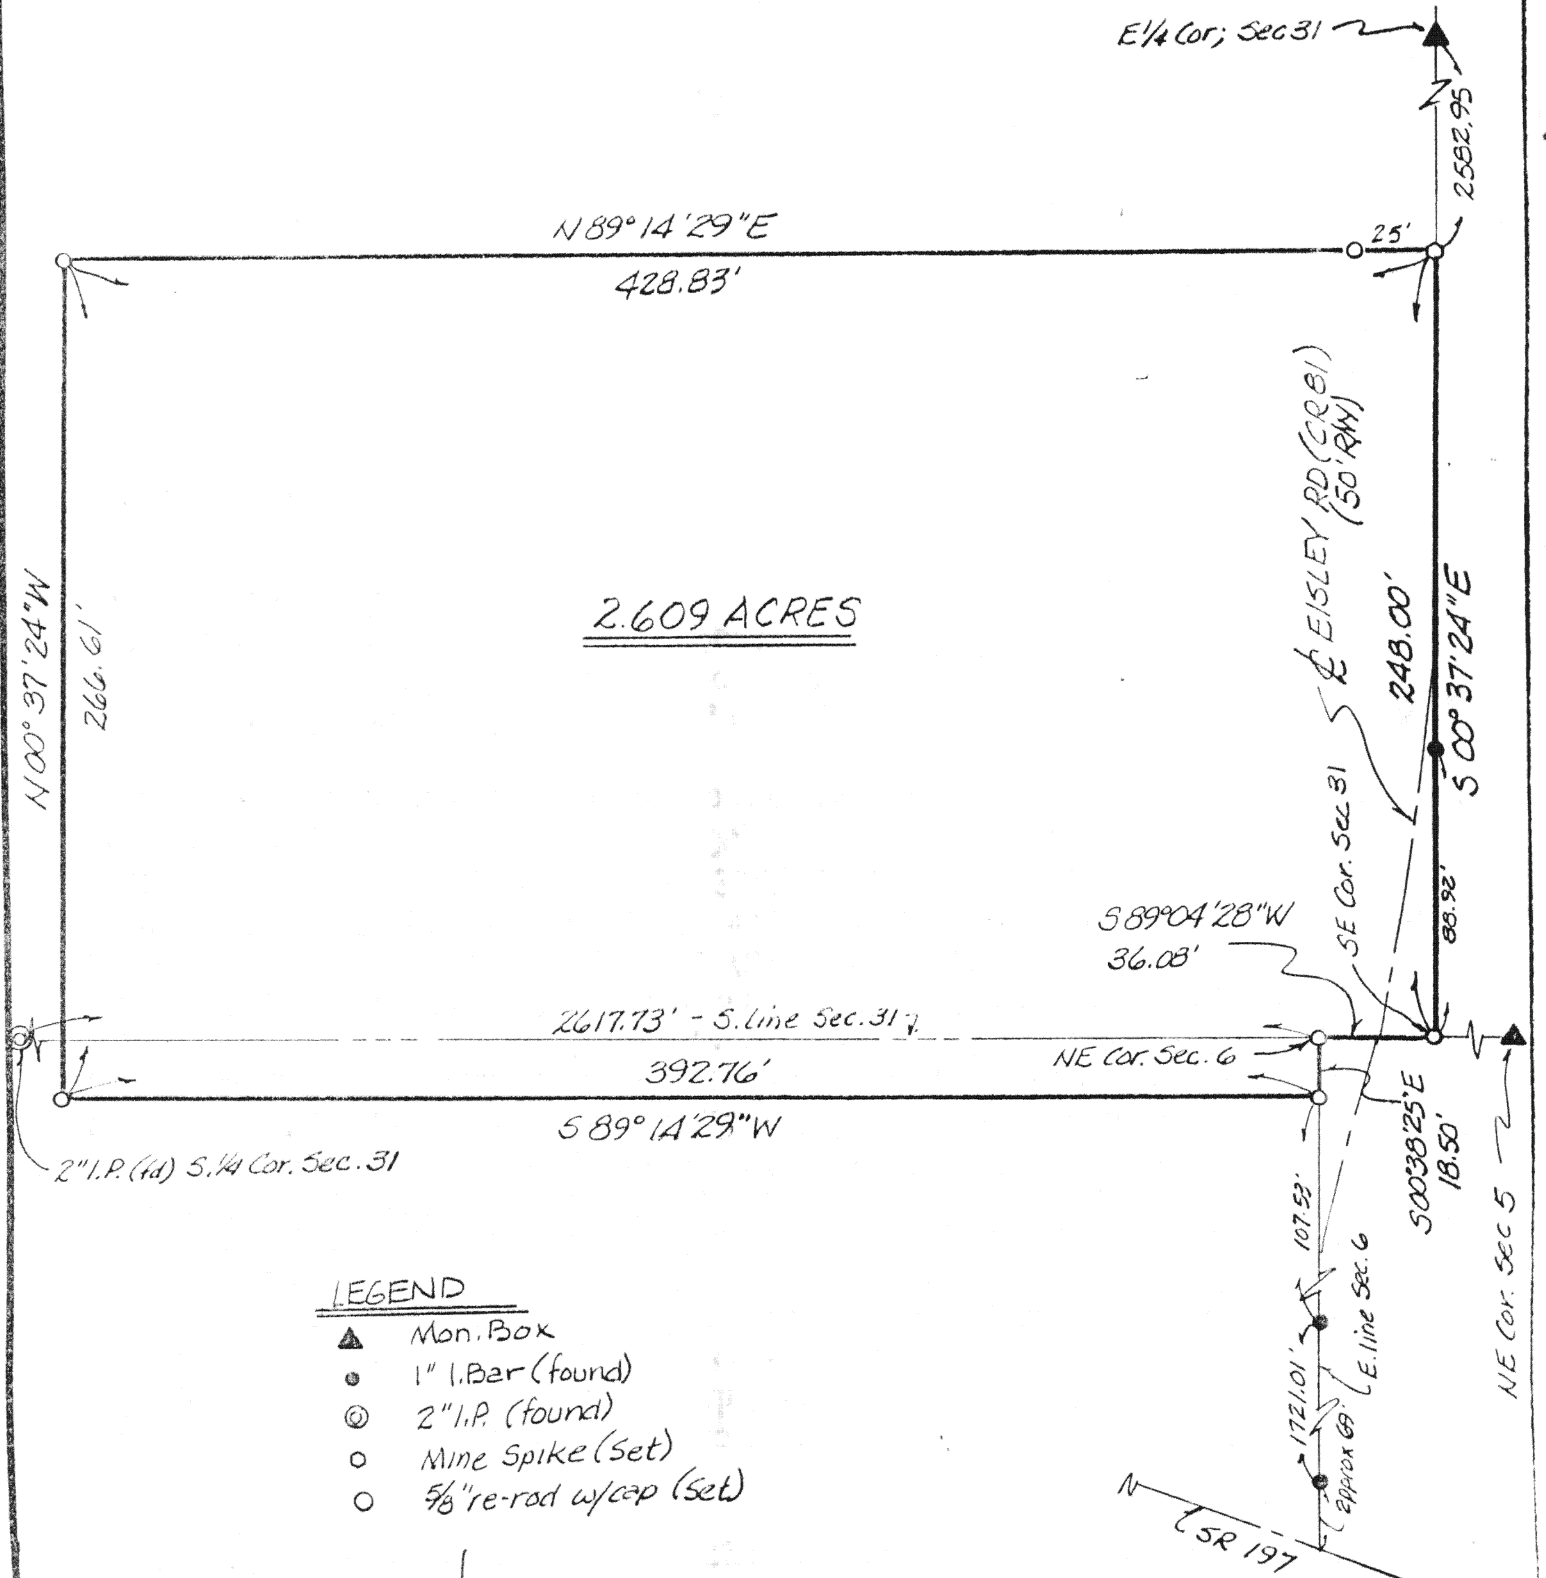 E 1/4 Cor; Sec 31
2582.95
N 89° 14' 29" E
25'
428.83'
℄ EISLEY RD (CR 81)
(50' R/W)
N 00° 37' 24" W
266.61'
2.609 ACRES
248.00'
S 00° 37' 24" E
SE Cor. Sec 31
88.92'
S 89° 04' 28" W
36.08'
2617.73' - S. line Sec. 31
NE Cor. Sec. 6
392.76'
S 89° 14' 29" W
2" I.P. (fd) S. 1/4 Cor. Sec. 31
S 00° 38' 25" E
18.50'
NE Cor. Sec 5
107.53'
E. line Sec. 6
1721.01'
approx 69'
LEGEND
Mon. Box
1" I. Bar (found)
2" I.P. (found)
Mine Spike (Set)
5/8" re-rod w/cap (Set)
N
SR 197